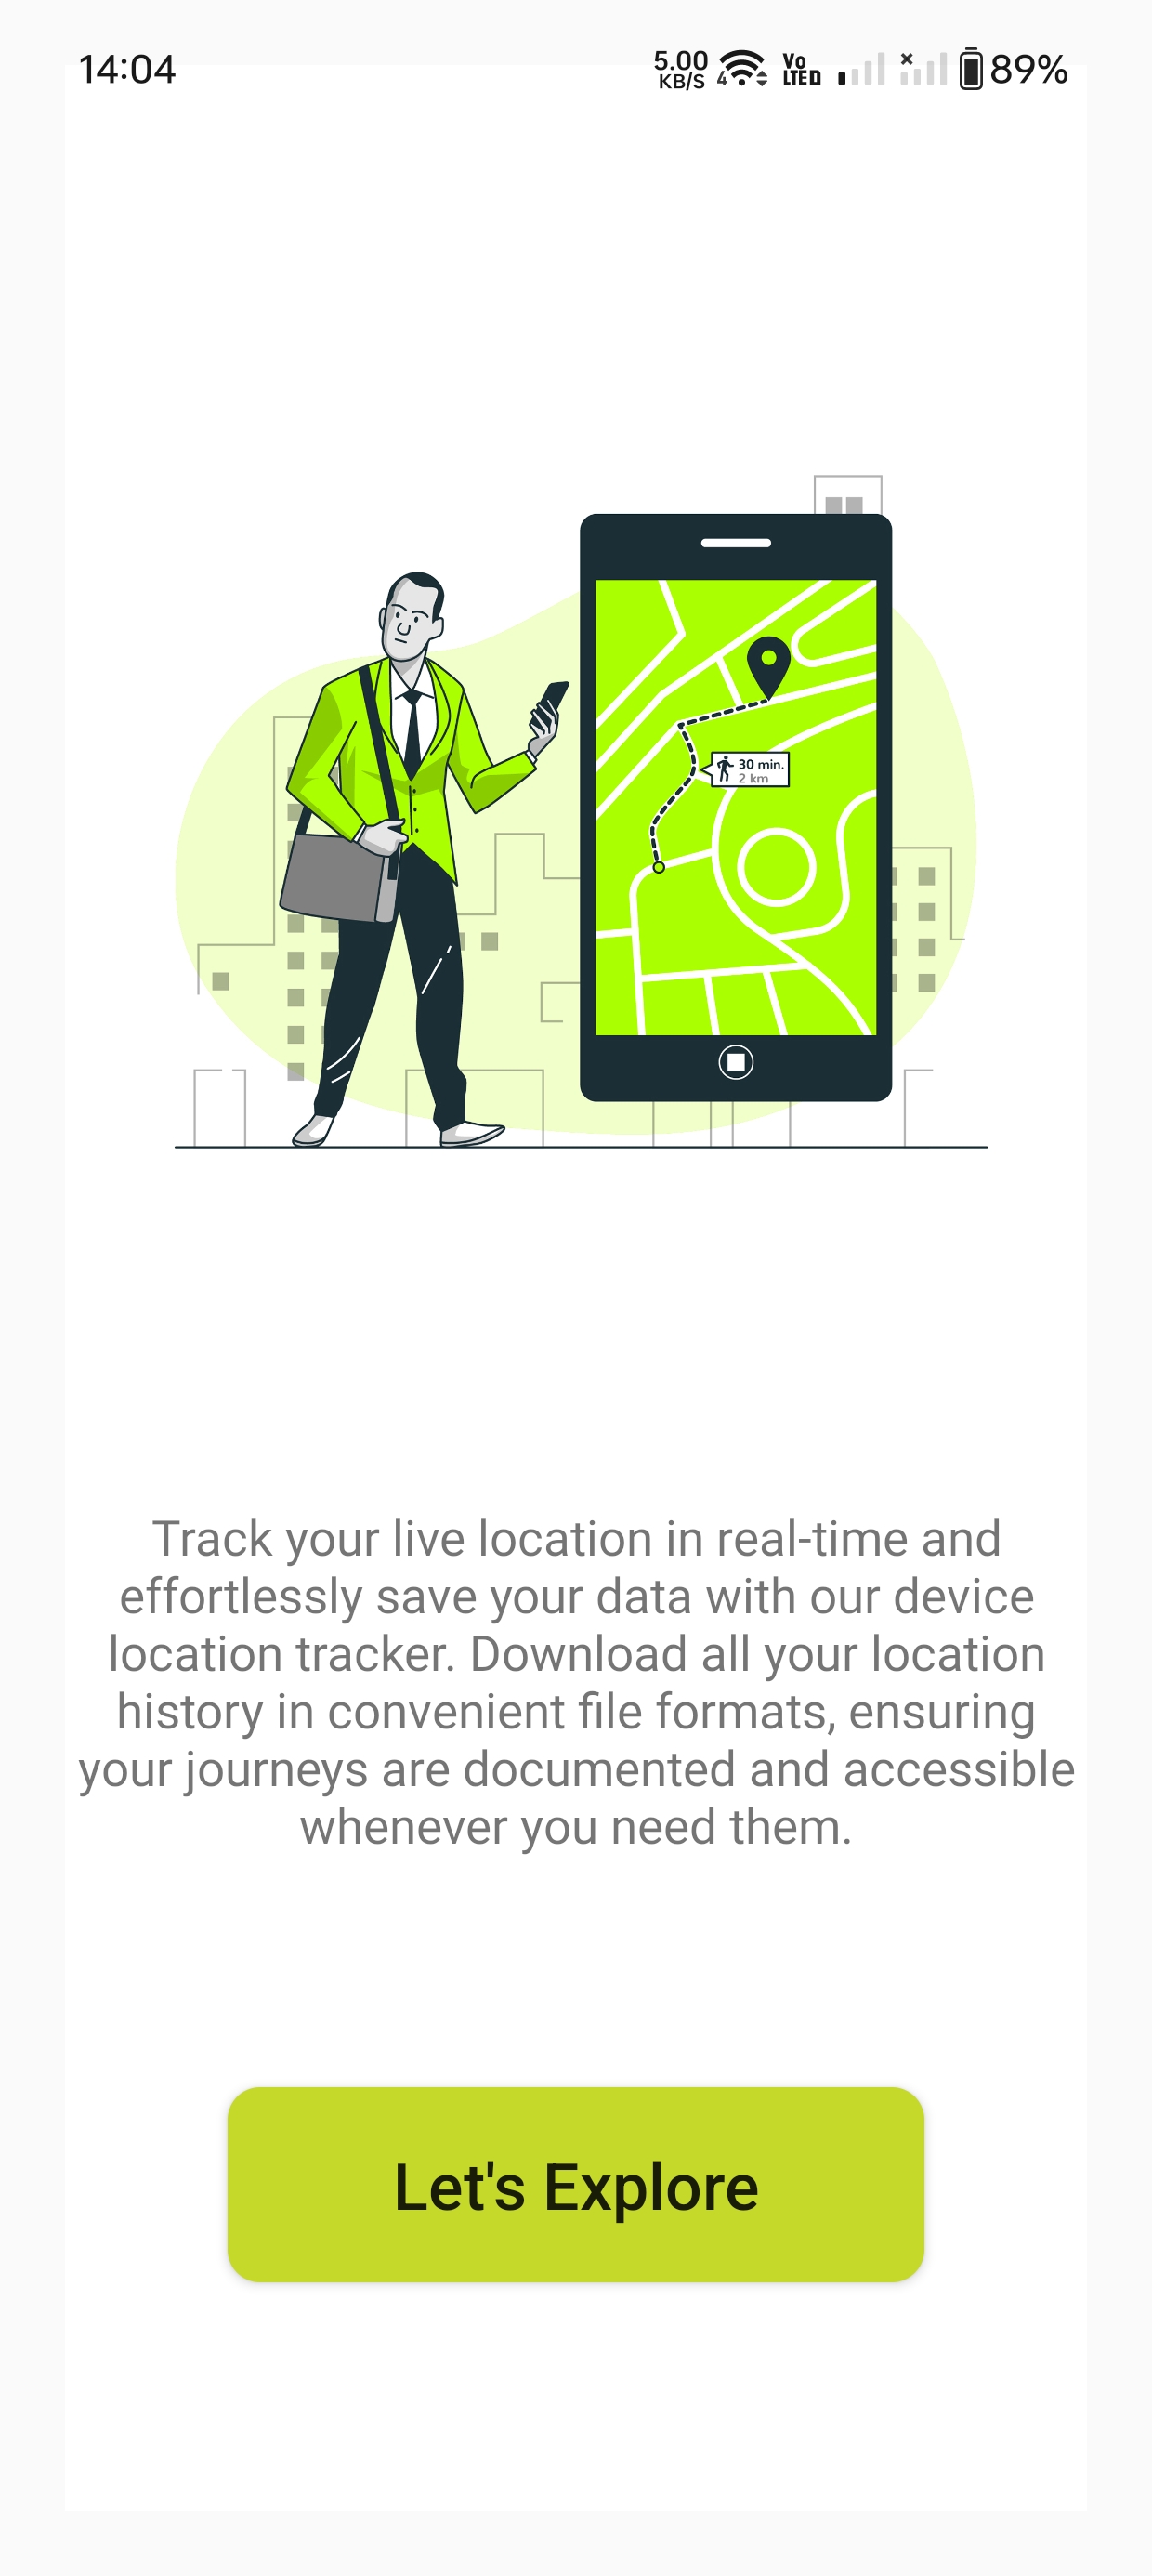 14:04
5.00
KB/S
4
Vo
LTE
89%
30 min.
2 km
Track your live location in real-time and
effortlessly save your data with our device
location tracker. Download all your location
history in convenient file formats, ensuring
your journeys are documented and accessible
whenever you need them.
Let's Explore